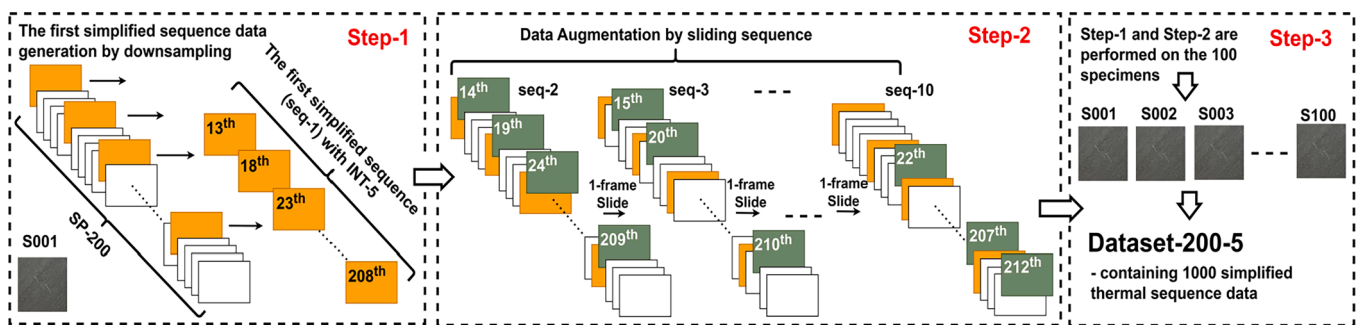 The first simplified sequence data
generation by downsampling
Step-1
The first simplified sequence
(seq-1) with INT-5
13th
18th
23th
208th
SP-200
S001
Data Augmentation by sliding sequence
Step-2
seq-2
seq-3
seq-10
14th
19th
24th
209th
1-frame
Slide
15th
20th
210th
1-frame
Slide
1-frame
Slide
22th
207th
212th
Step-1 and Step-2 are
performed on the 100
specimens
Step-3
S001
S002
S003
S100
Dataset-200-5
- containing 1000 simplified
thermal sequence data